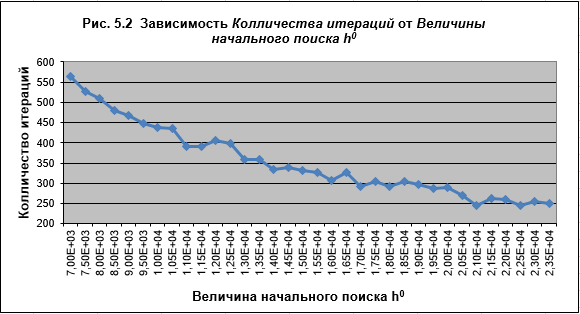 Рис. 5.2 Зависимость Колличества итераций от Величины
начального поиска h⁰
Колличество итераций
600
550
500
450
400
350
300
250
200
7,00E+03
7,50E+03
8,00E+03
8,50E+03
9,00E+03
9,50E+03
1,00E+04
1,05E+04
1,10E+04
1,15E+04
1,20E+04
1,25E+04
1,30E+04
1,35E+04
1,40E+04
1,45E+04
1,50E+04
1,55E+04
1,60E+04
1,65E+04
1,70E+04
1,75E+04
1,80E+04
1,85E+04
1,90E+04
1,95E+04
2,00E+04
2,05E+04
2,10E+04
2,15E+04
2,20E+04
2,25E+04
2,30E+04
2,35E+04
Величина начального поиска h⁰